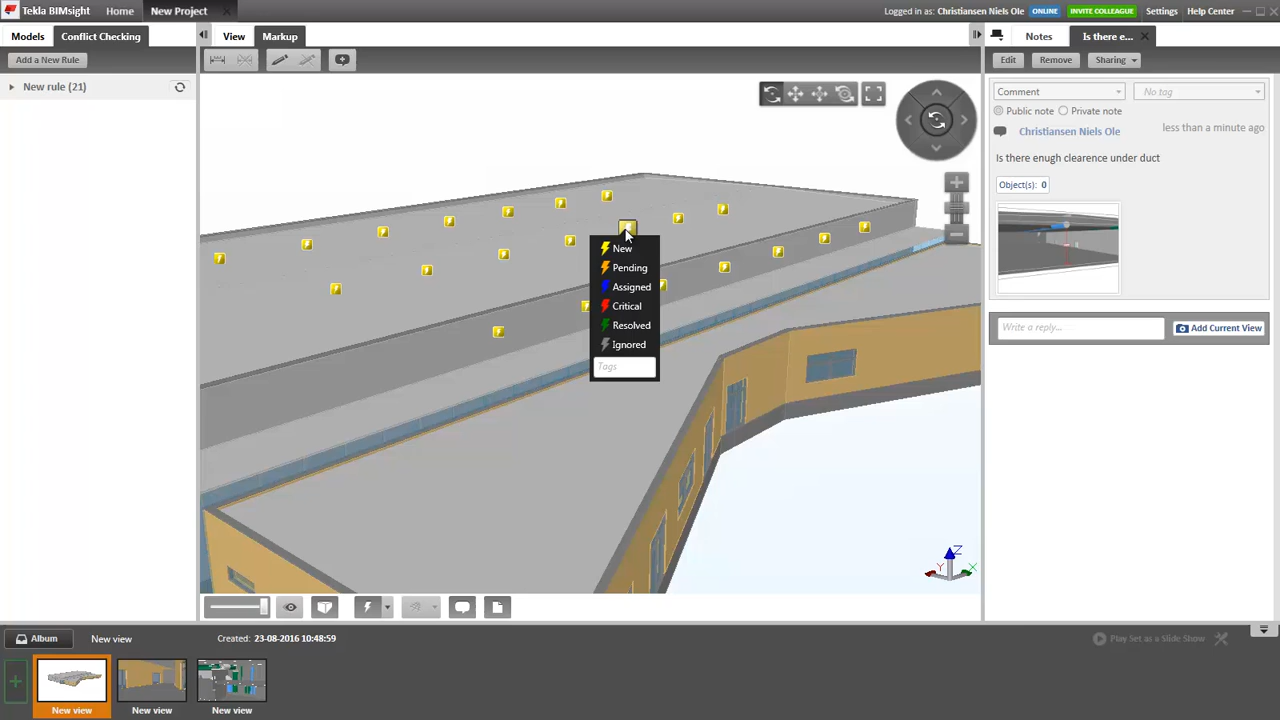 Tekla BIMsight
Home
New Project
Logged in as: Christiansen Niels Ole
ONLINE
INVITE COLLEAGUE
Settings
Help Center
Models
Conflict Checking
View
Markup
Notes
Is there e...
Add a New Rule
Edit
Remove
Sharing
New rule (21)
Comment
No tag
Public note
Private note
Christiansen Niels Ole
less than a minute ago
Is there enugh clearence under duct
Object(s): 0
New
Pending
Assigned
Critical
Resolved
Ignored
Tags
Write a reply...
Add Current View
Z
Y
X
Album
New view
Created: 23-08-2016 10:48:59
Play Set as a Slide Show
New view
New view
New view